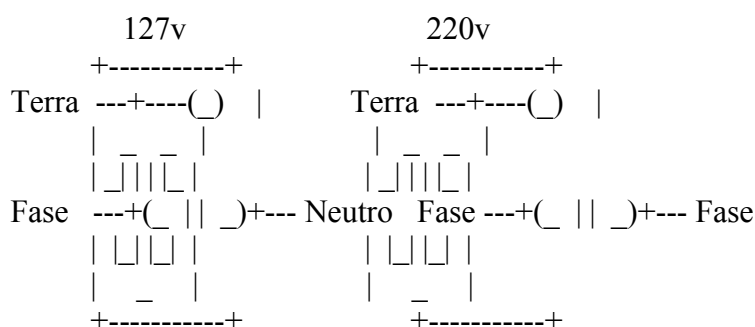 127v 220v
+-----------+ +-----------+
Terra ---+----(_) | Terra ---+----(_) |
| _ _ | | _ _ |
|_| | | |_| |_| | | |_|
Fase ---+(_ | | _)+--- Neutro Fase ---+(_ | | _)+--- Fase
| |_| |_| | | |_| |_| |
| _ | | _ |
+-----------+ +-----------+